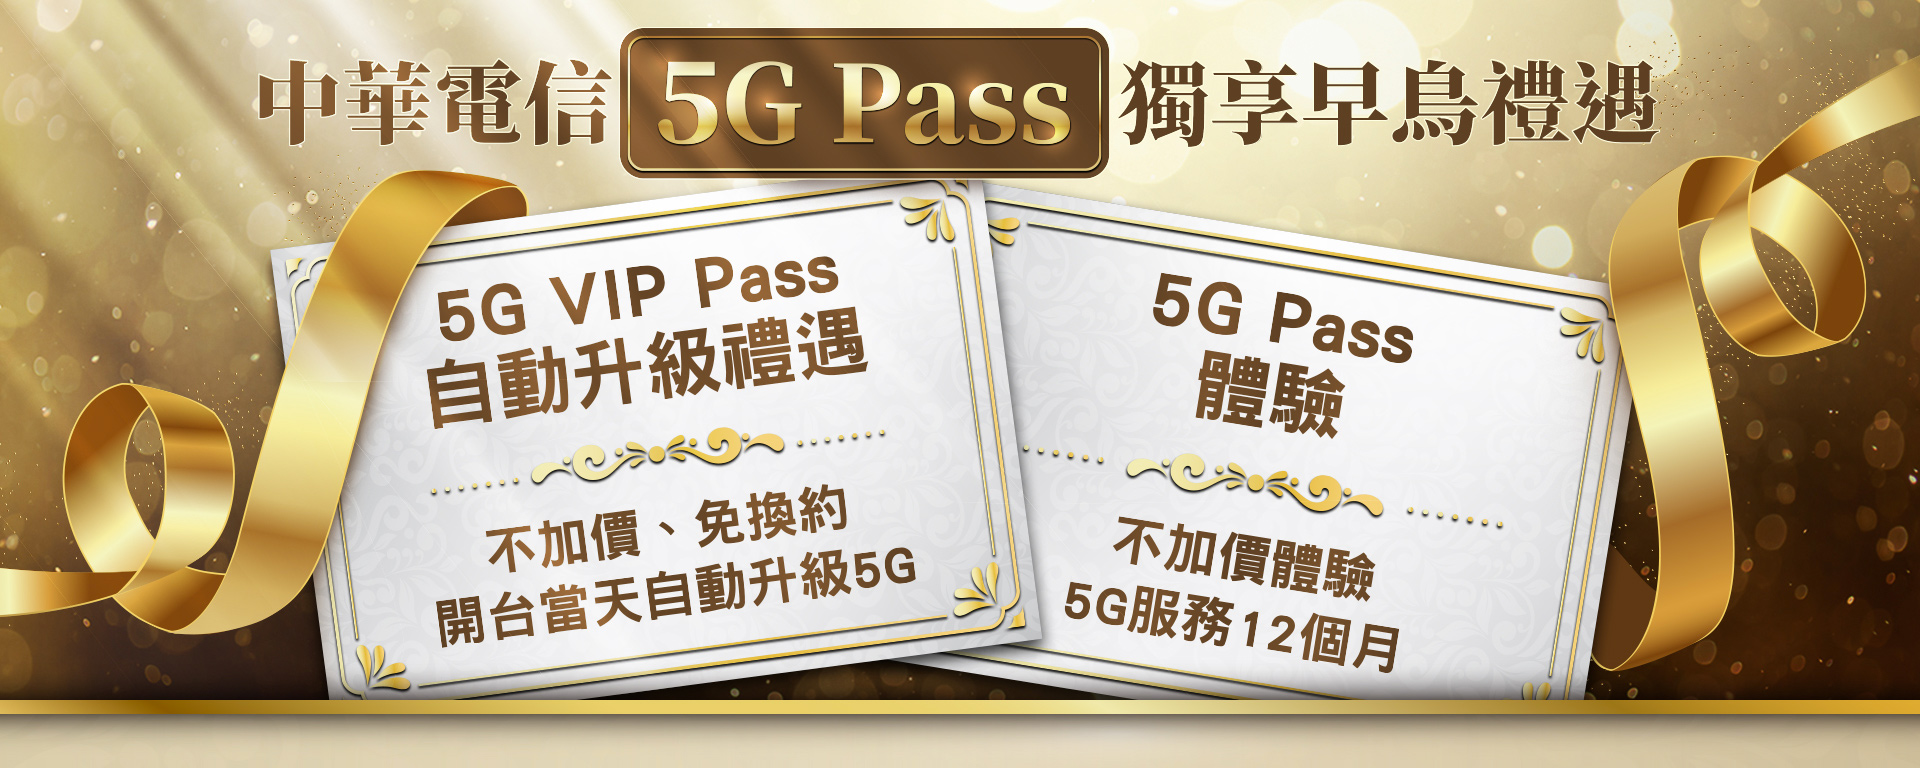 中華電信 5G Pass 獨享早鳥禮遇
5G VIP Pass
自動升級禮遇
不加價、免換約
開台當天自動升級5G
5G Pass
體驗
不加價體驗
5G服務12個月